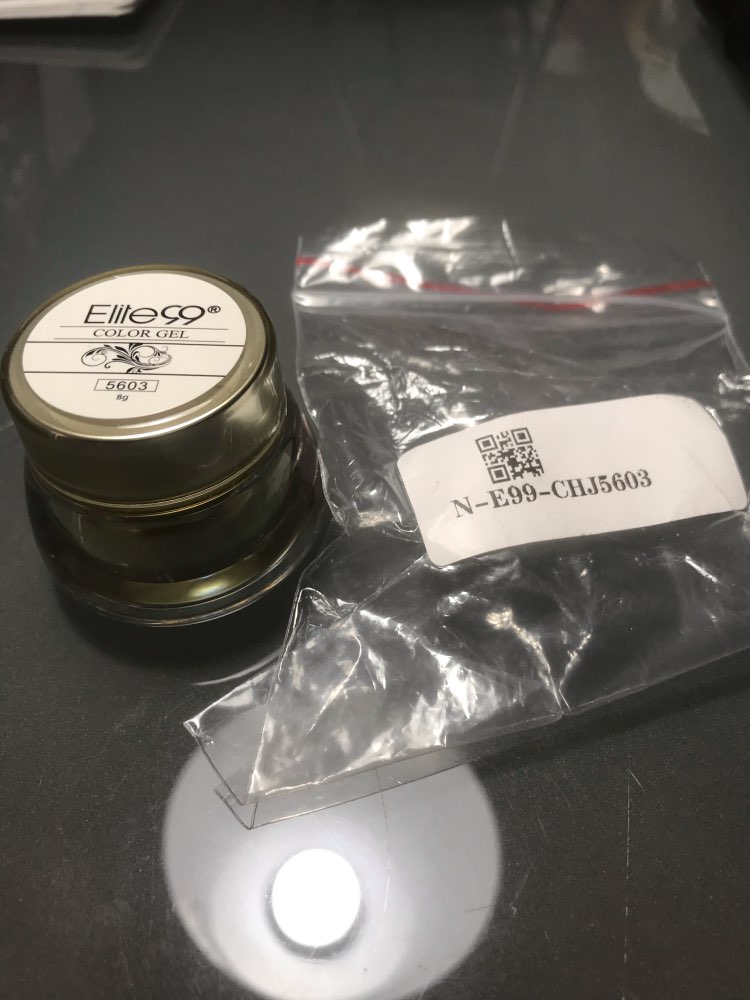 Elite99®
COLOR GEL
5603
8g
N-E99-CHJ5603